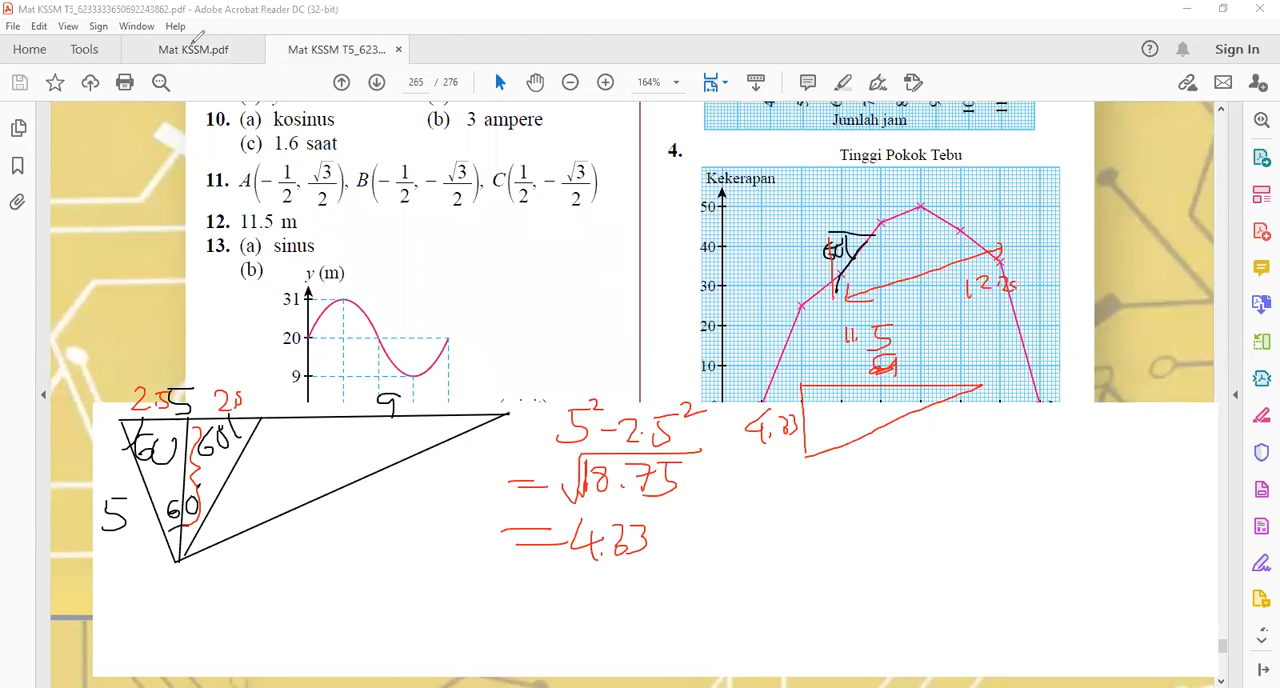 Mat KSSM T5_6233333650692243862.pdf - Adobe Acrobat Reader DC (32-bit)
File Edit View Sign Window Help
Home Tools Mat KSSM.pdf Mat KSSM T5_623... × Sign In
265 / 276 164%
10. (a) kosinus (b) 3 ampere
(c) 1.6 saat
11. A(−1/2, √3/2), B(−1/2, −√3/2), C(1/2, −√3/2)
12. 11.5 m
13. (a) sinus
(b)
y (m)
31
20
9
Jumlah jam
4.
Tinggi Pokok Tebu
Kekerapan
50
40
30
20
10
60
12.2s
11.5
4.33
2.5 5 2.5 9
60 60
60
5
5² − 2.5²
= √18.75
= 4.33